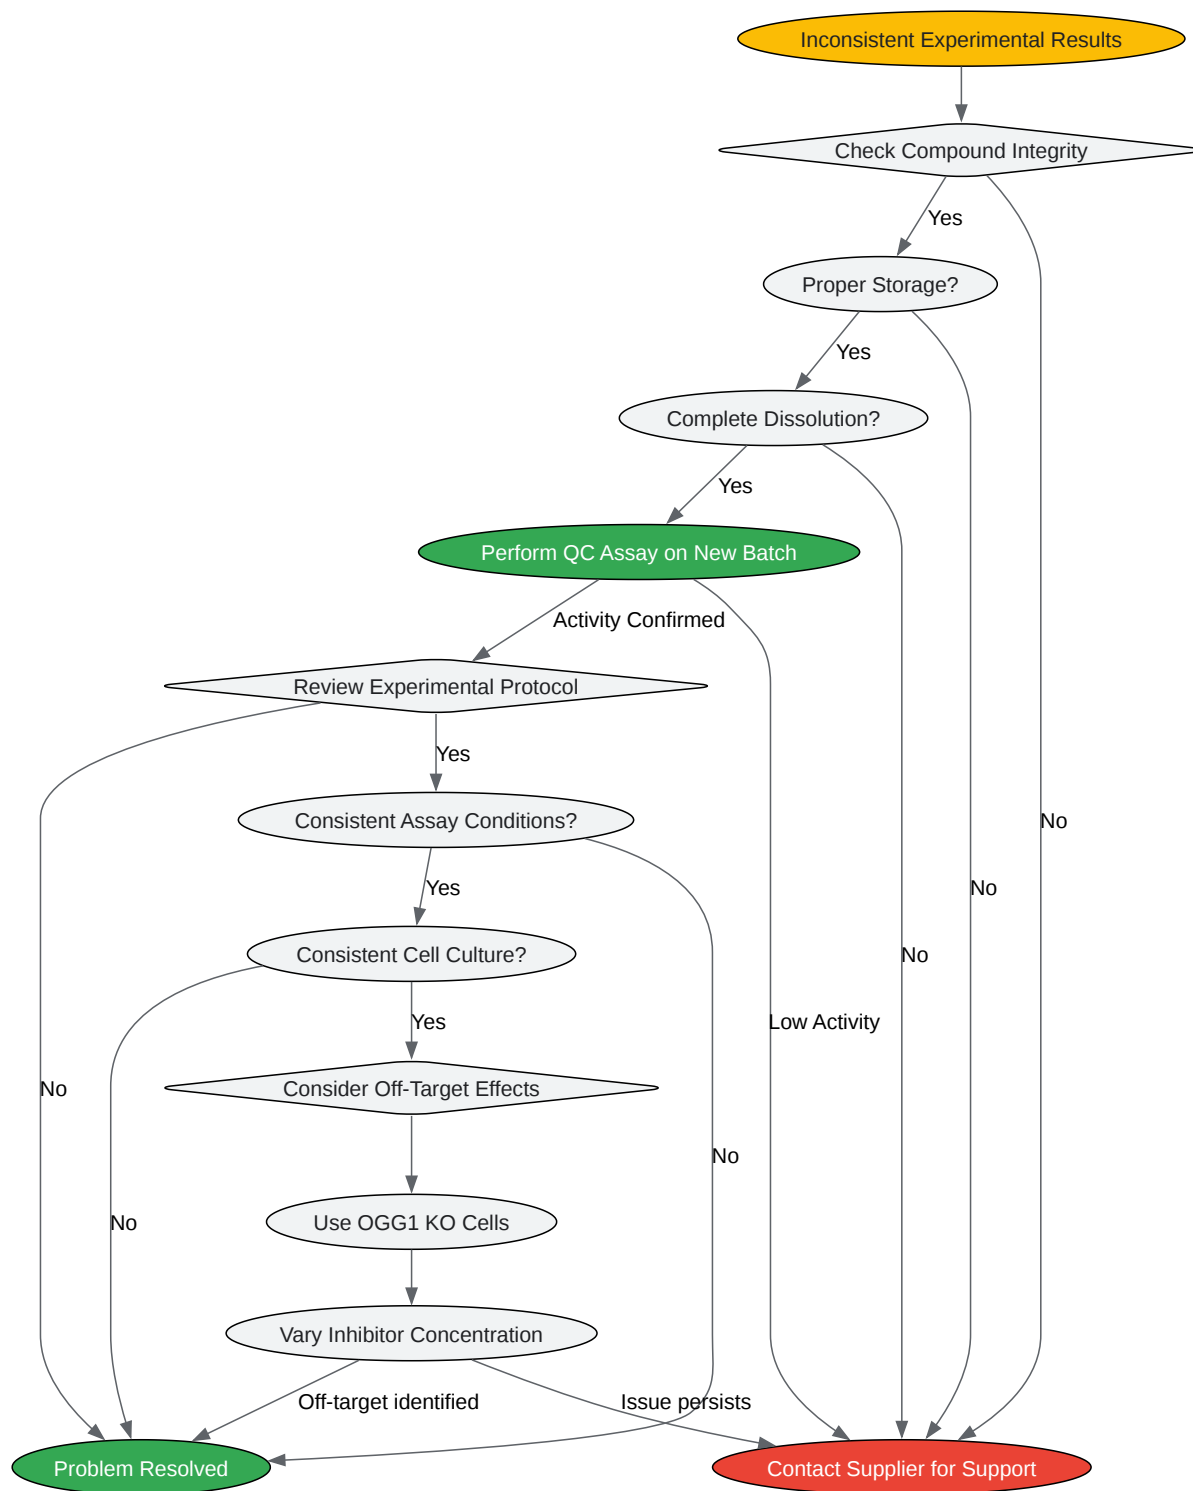 Inconsistent Experimental Results
Check Compound Integrity
Yes
Proper Storage?
Yes
Complete Dissolution?
Yes
Perform QC Assay on New Batch
Activity Confirmed
Review Experimental Protocol
Yes
Consistent Assay Conditions?
No
Yes
No
Consistent Cell Culture?
No
Yes
Low Activity
Consider Off-Target Effects
No
No
Use OGG1 KO Cells
No
Vary Inhibitor Concentration
Off-target identified
Issue persists
Problem Resolved
Contact Supplier for Support